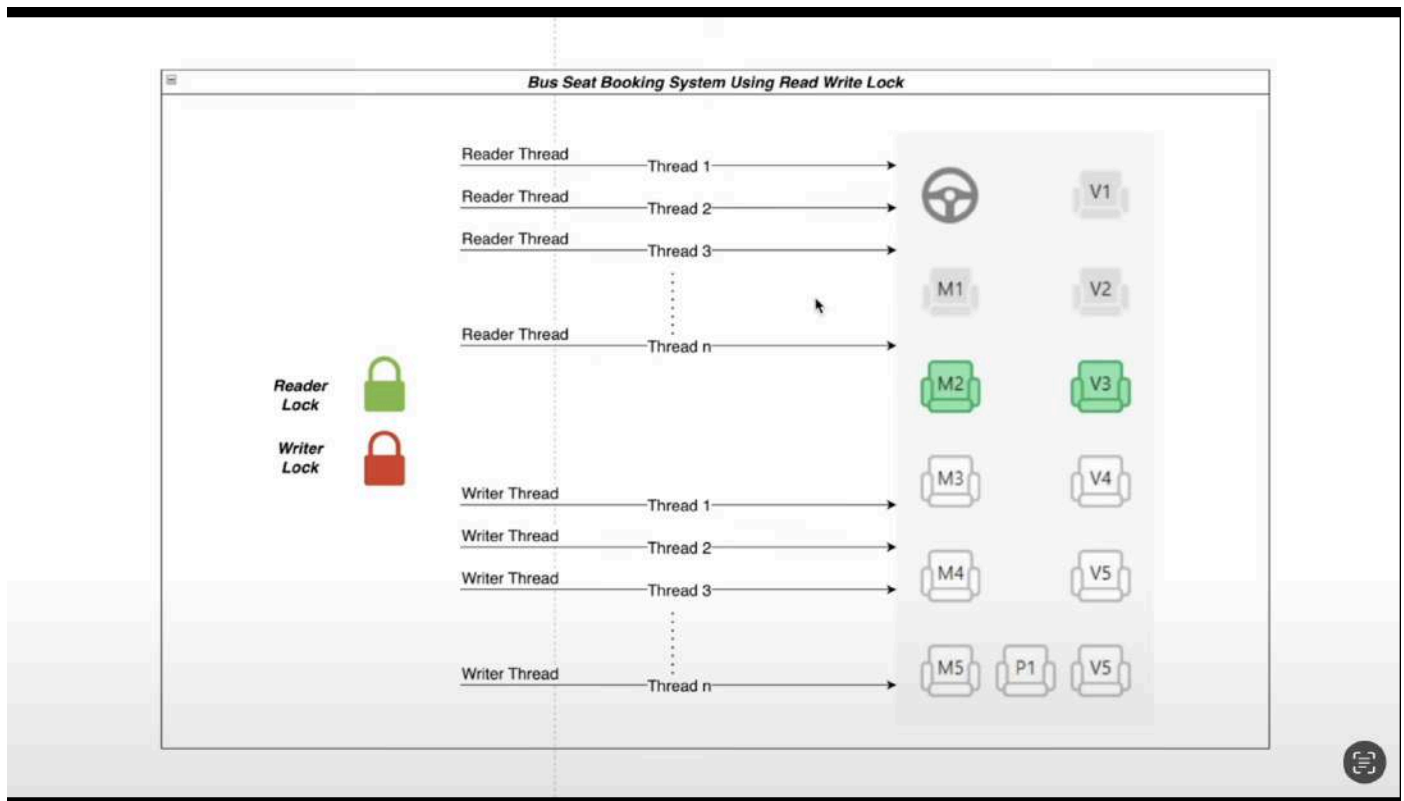 Bus Seat Booking System Using Read Write Lock
Reader Thread
Thread 1
Reader Thread
Thread 2
Reader Thread
Thread 3
Reader Thread
Thread n
Reader
Lock
Writer
Lock
Writer Thread
Thread 1
Writer Thread
Thread 2
Writer Thread
Thread 3
Writer Thread
Thread n
V1
M1
V2
M2
V3
M3
V4
M4
V5
M5
P1
V5